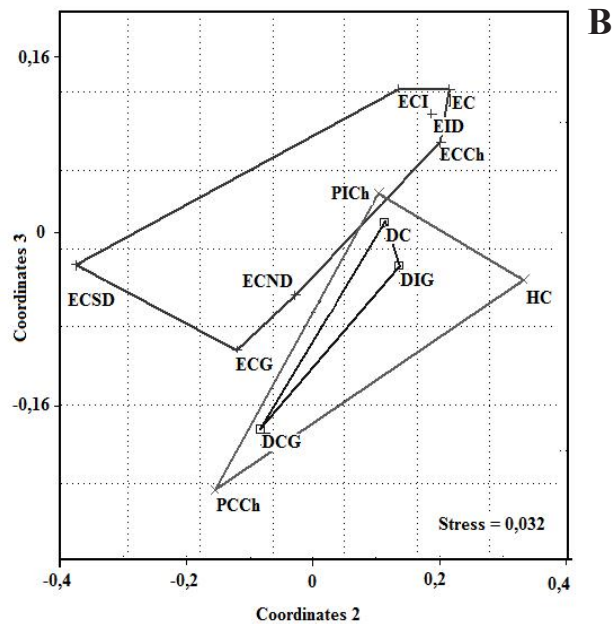 B
0,16
ECI EC
EID
ECCh
PICh
0
DC
ECND
DIG
ECSD
HC
ECG
-0,16
DCG
PCCh
Stress = 0,032
-0,4 -0,2 0 0,2 0,4
Coordinates 2
Coordinates 3